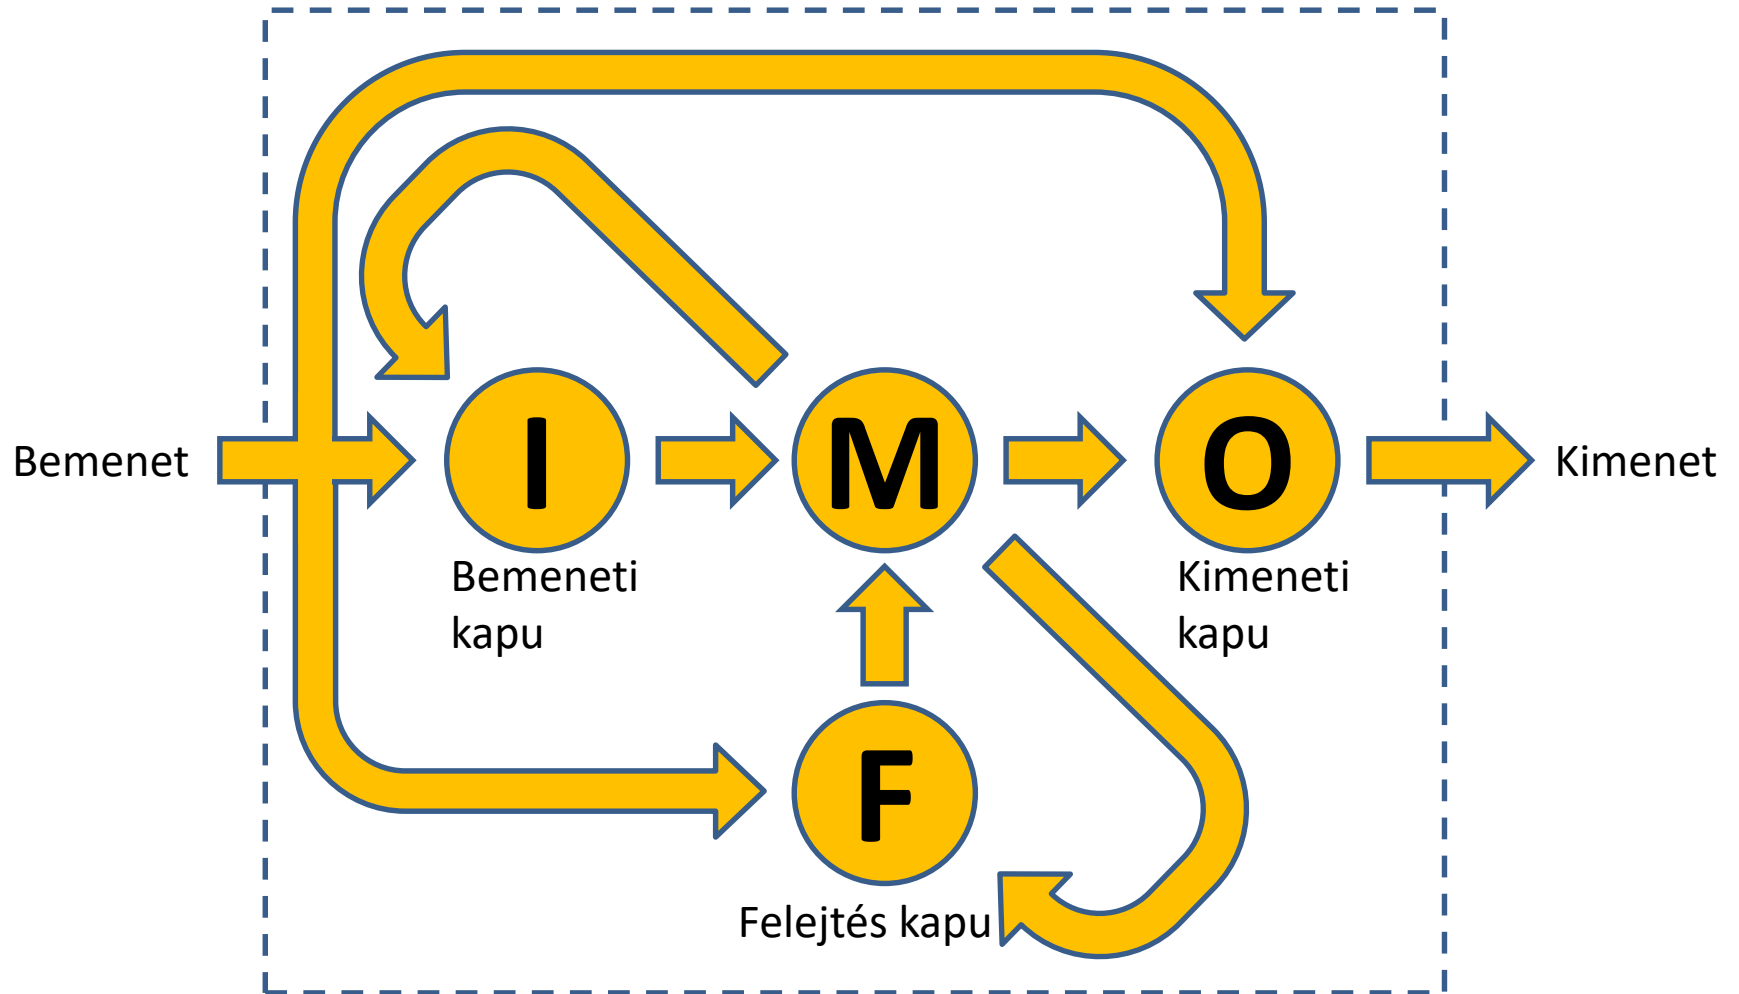 Bemenet
I
M
O
Kimenet
Bemeneti
kapu
Kimeneti
kapu
F
Felejtés kapu